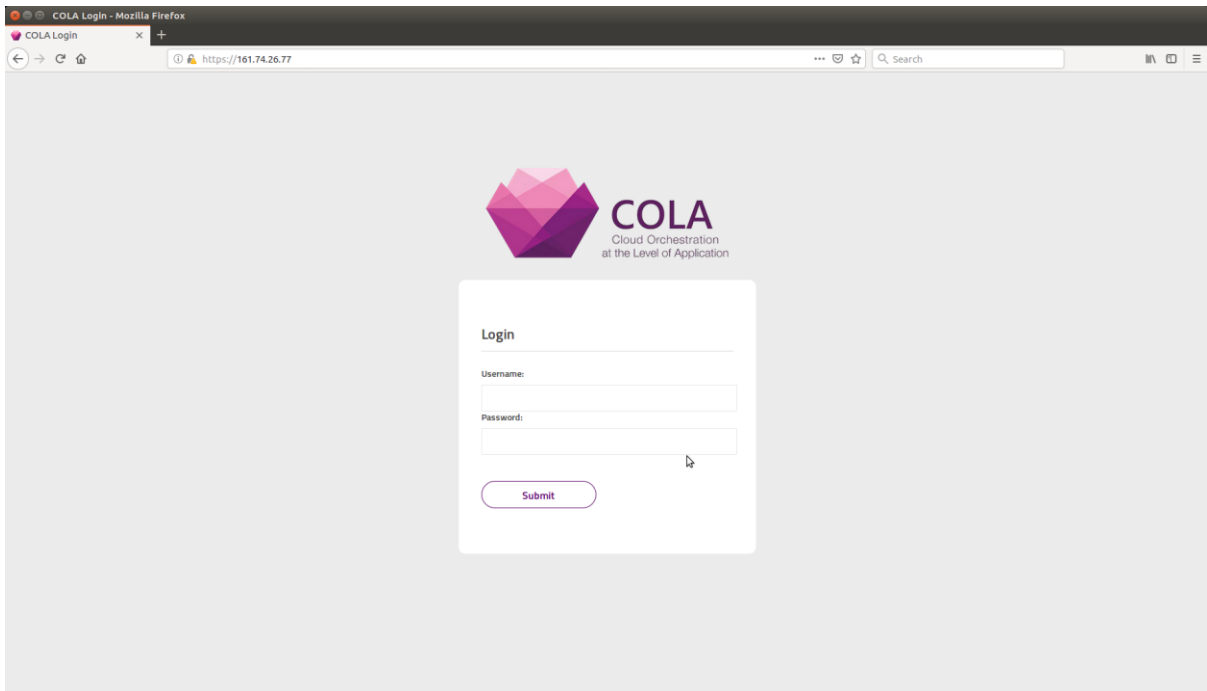 COLA Login - Mozilla Firefox
COLA Login
https://161.74.26.77
Search
COLA
Cloud Orchestration
at the Level of Application
Login
Username:
Password:
Submit